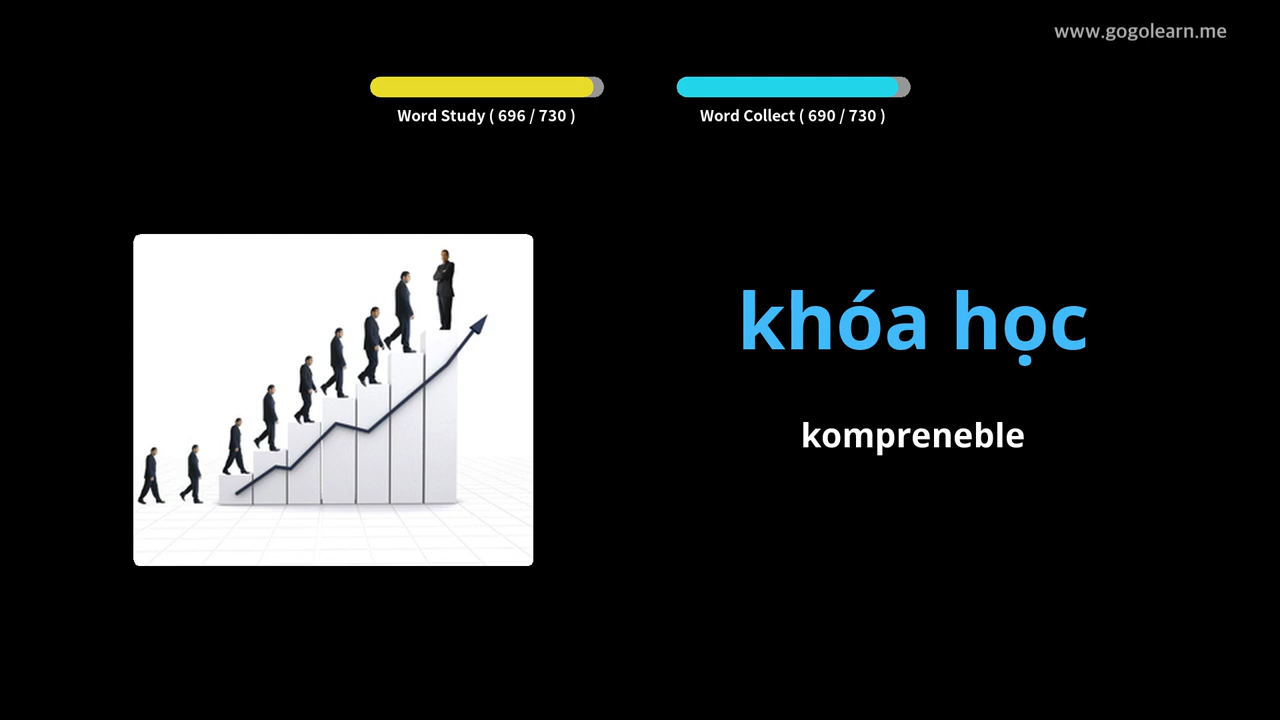 www.gogolearn.me
Word Study ( 696 / 730 )
Word Collect ( 690 / 730 )
khóa học
kompreneble